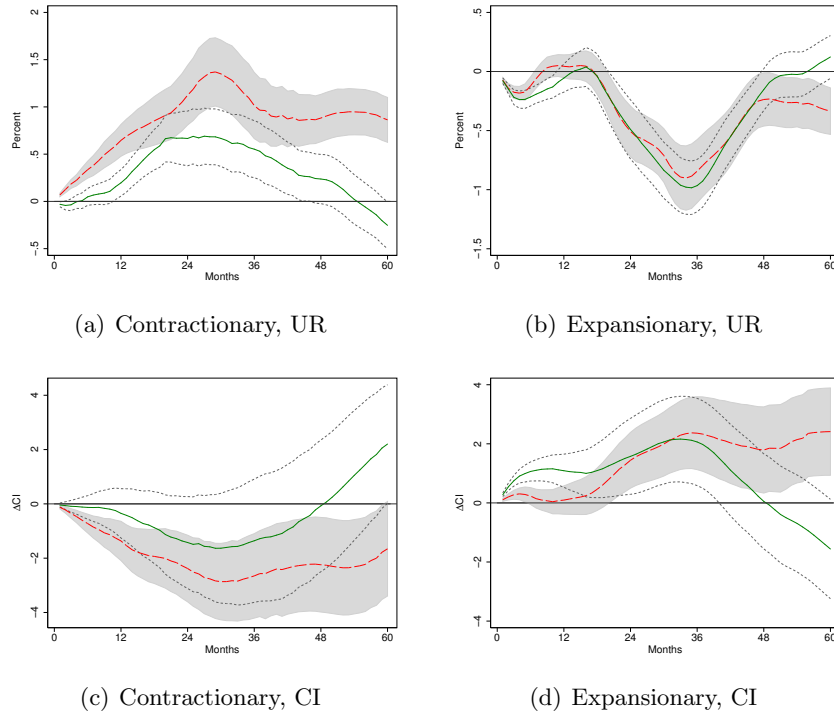 2
1.5
1
.5
0
-.5
Percent
0 12 24 36 48 60
Months
(a) Contractionary, UR
.5
0
-.5
-1
-1.5
Percent
0 12 24 36 48 60
Months
(b) Expansionary, UR
4
2
0
-2
-4
ΔCI
0 12 24 36 48 60
Months
(c) Contractionary, CI
4
2
0
-2
-4
ΔCI
0 12 24 36 48 60
Months
(d) Expansionary, CI